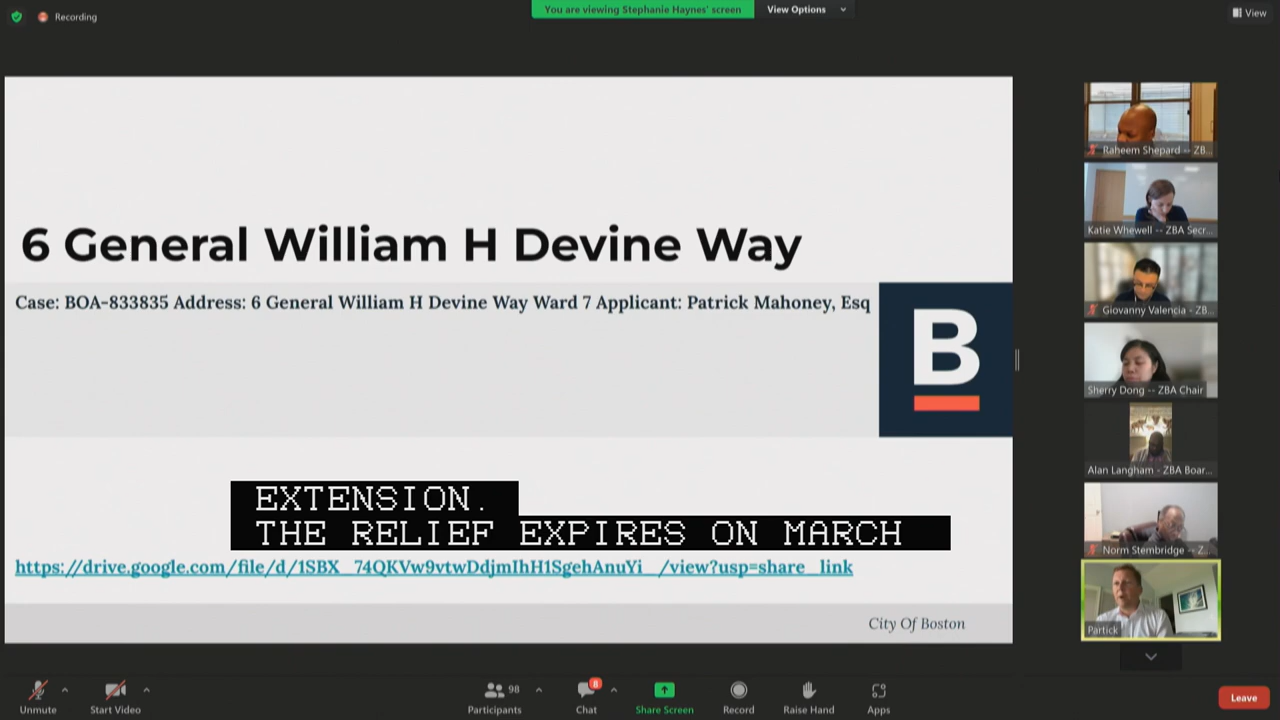 Recording
You are viewing Stephanie Haynes' screen
View Options
View
6 General William H Devine Way
Case: BOA-833835 Address: 6 General William H Devine Way Ward 7 Applicant: Patrick Mahoney, Esq
B
EXTENSION.
THE RELIEF EXPIRES ON MARCH
https://drive.google.com/file/d/1SBX_74QKVw9vtwDdjmIhH1SgehAnuYi_/view?usp=share_link
City Of Boston
Raheem Shepard -- ZB...
Katie Whewell -- ZBA Secr...
Giovanny Valencia - ZB...
Sherry Dong -- ZBA Chair
Alan Langham - ZBA Boar...
Norm Stembridge -- Z...
Partick
Unmute
Start Video
Participants
98
Chat
8
Share Screen
Record
Raise Hand
Apps
Leave